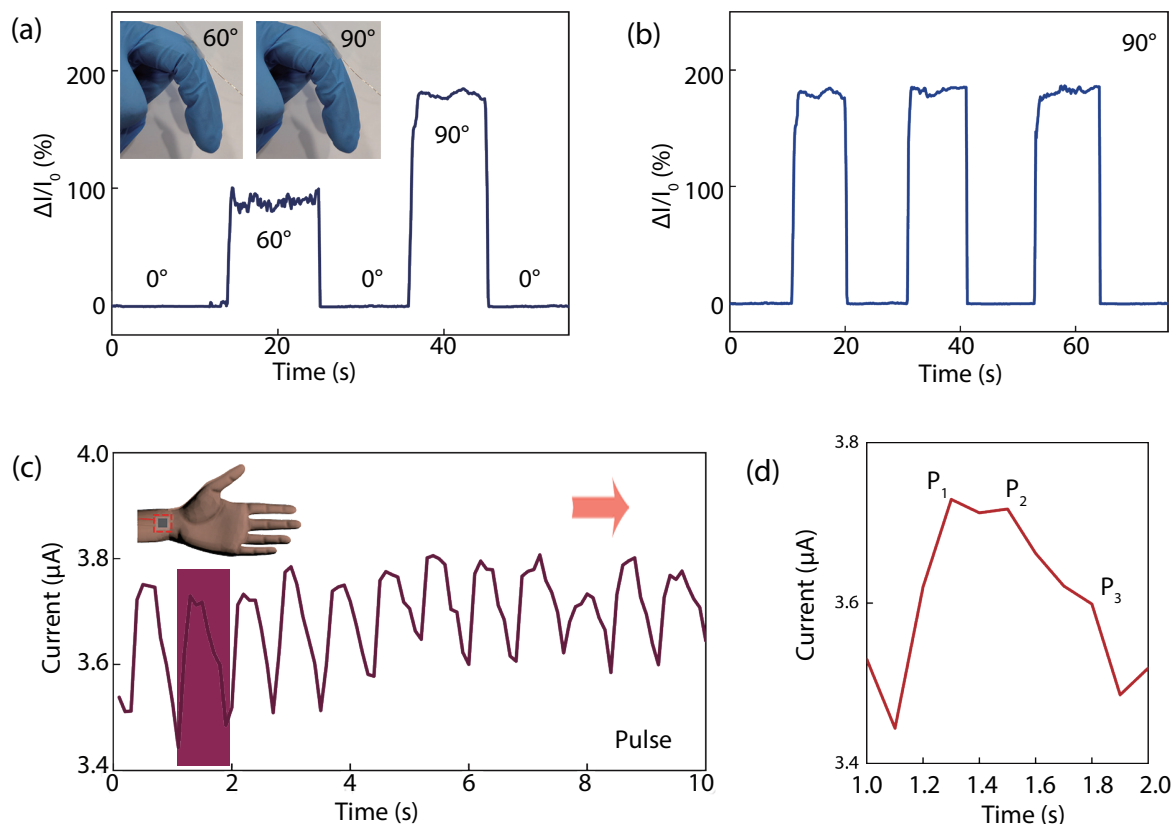 (a)
60°
90°
200
100
0
ΔI/I₀ (%)
0°
60°
0°
90°
0°
0
20
40
Time (s)
(b)
90°
200
100
0
ΔI/I₀ (%)
0
20
40
60
Time (s)
(c)
4.0
3.8
3.6
3.4
Current (μA)
Pulse
0
2
4
6
8
10
Time (s)
(d)
3.8
3.6
3.4
Current (μA)
P₁
P₂
P₃
1.0
1.2
1.4
1.6
1.8
2.0
Time (s)